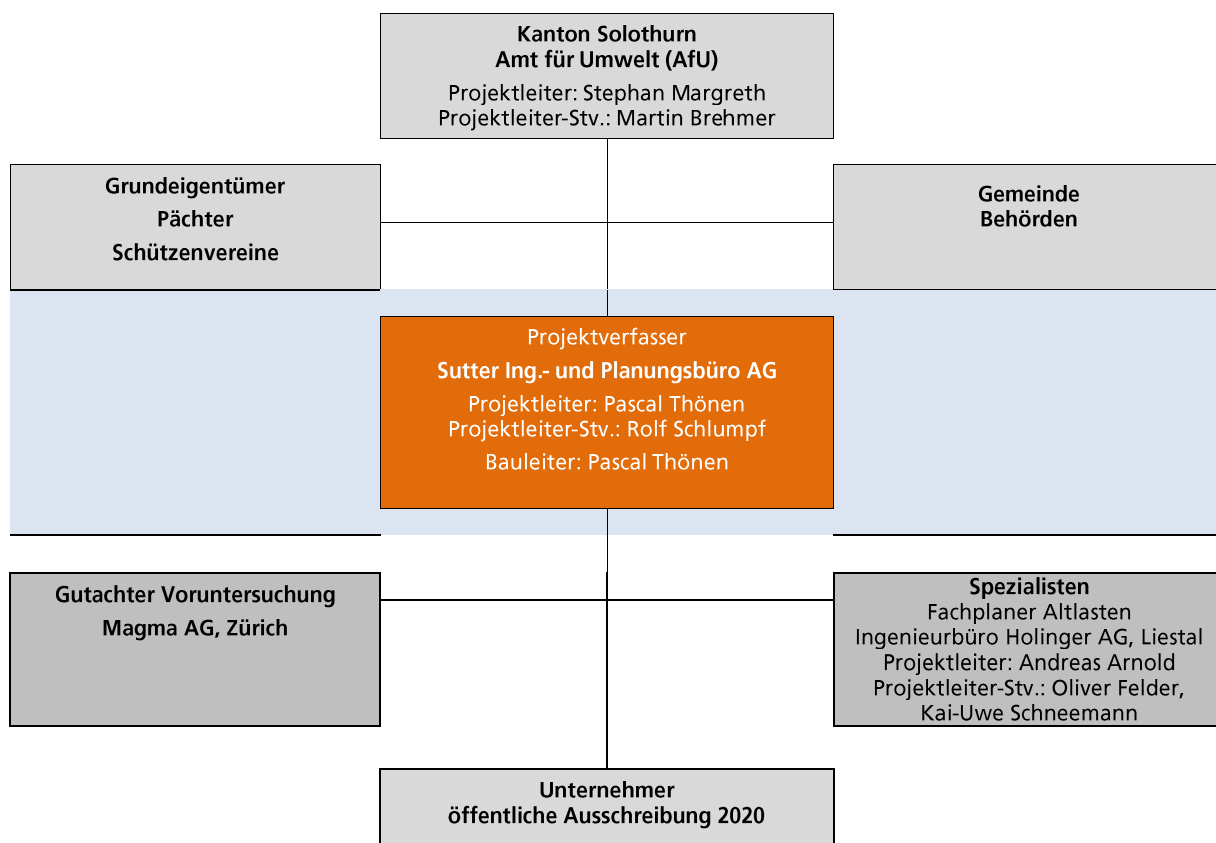 Kanton Solothurn
Amt für Umwelt (AfU)
Projektleiter: Stephan Margreth
Projektleiter-Stv.: Martin Brehmer
Grundeigentümer
Pächter
Schützenvereine
Gemeinde
Behörden
Projektverfasser
Sutter Ing.- und Planungsbüro AG
Projektleiter: Pascal Thönen
Projektleiter-Stv.: Rolf Schlumpf
Bauleiter: Pascal Thönen
Gutachter Voruntersuchung
Magma AG, Zürich
Spezialisten
Fachplaner Altlasten
Ingenieurbüro Holinger AG, Liestal
Projektleiter: Andreas Arnold
Projektleiter-Stv.: Oliver Felder,
Kai-Uwe Schneemann
Unternehmer
öffentliche Ausschreibung 2020